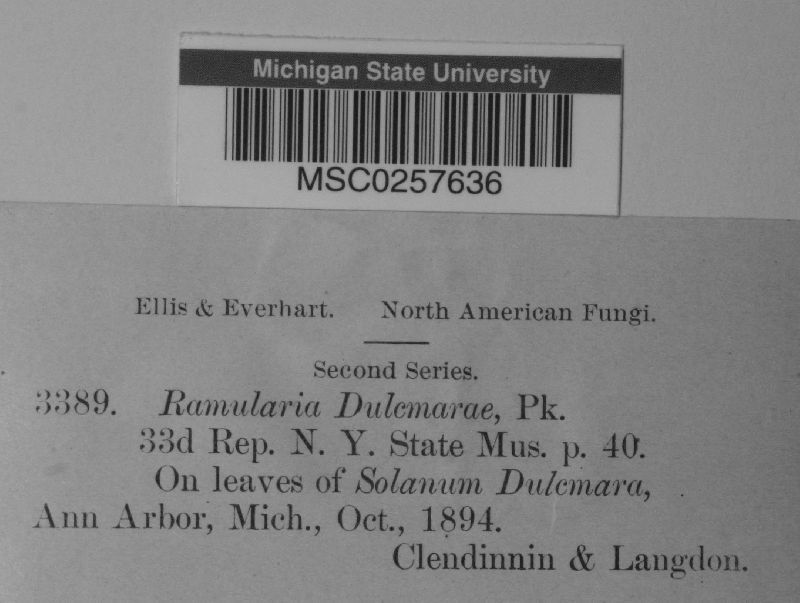 Michigan State University
MSC0257636
Ellis & Everhart. North American Fungi.
Second Series.
3389. Ramularia Dulcmarae, Pk.
33d Rep. N. Y. State Mus. p. 40.
On leaves of Solanum Dulcmara,
Ann Arbor, Mich., Oct., 1894.
Clendinnin & Langdon.